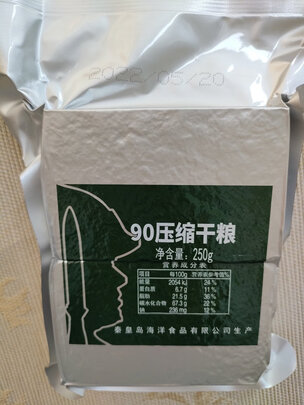 2022/05/20
90压缩干粮
净含量：250g
营养成分表
项目 每100g 营养素参考值%
能量 2054 kJ 24 %
蛋白质 6.7 g 11 %
脂肪 21.5 g 36 %
碳水化合物 67.3 g 22 %
钠 236 mg 12 %
秦皇岛海洋食品有限公司生产